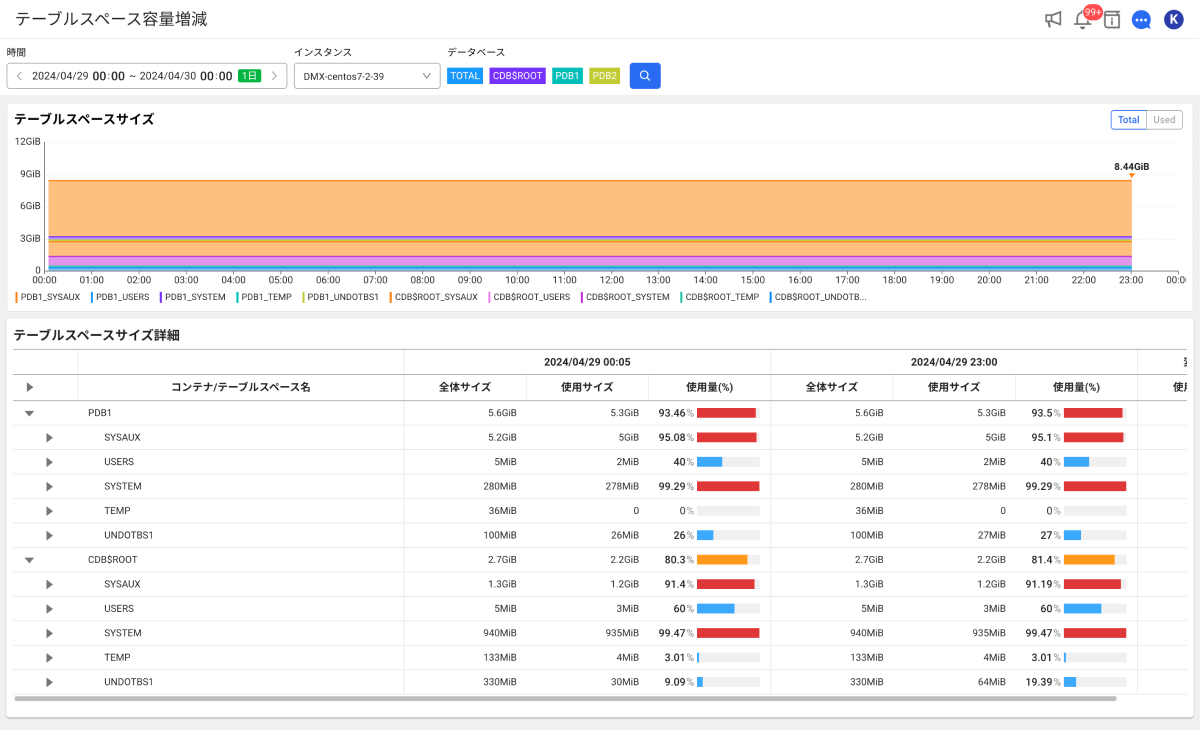 テーブルスペース容量増減
99+
K
時間
インスタンス
データベース
2024/04/29 00:00 ~ 2024/04/30 00:00 1日
DMX-centos7-2-39
TOTAL CDB$ROOT PDB1 PDB2
テーブルスペースサイズ
Total Used
12GiB
9GiB
6GiB
3GiB
0
8.44GiB
00:00 01:00 02:00 03:00 04:00 05:00 06:00 07:00 08:00 09:00 10:00 11:00 12:00 13:00 14:00 15:00 16:00 17:00 18:00 19:00 20:00 21:00 22:00 23:00 00:0
PDB1_SYSAUX PDB1_USERS PDB1_SYSTEM PDB1_TEMP PDB1_UNDOTBS1 CDB$ROOT_SYSAUX CDB$ROOT_USERS CDB$ROOT_SYSTEM CDB$ROOT_TEMP CDB$ROOT_UNDOTB...
テーブルスペースサイズ詳細
2024/04/29 00:05 2024/04/29 23:00
コンテナ/テーブルスペース名 全体サイズ 使用サイズ 使用量(%) 全体サイズ 使用サイズ 使用量(%) 使
PDB1 5.6GiB 5.3GiB 93.46% 5.6GiB 5.3GiB 93.5%
SYSAUX 5.2GiB 5GiB 95.08% 5.2GiB 5GiB 95.1%
USERS 5MiB 2MiB 40% 5MiB 2MiB 40%
SYSTEM 280MiB 278MiB 99.29% 280MiB 278MiB 99.29%
TEMP 36MiB 0 0% 36MiB 0 0%
UNDOTBS1 100MiB 26MiB 26% 100MiB 27MiB 27%
CDB$ROOT 2.7GiB 2.2GiB 80.3% 2.7GiB 2.2GiB 81.4%
SYSAUX 1.3GiB 1.2GiB 91.4% 1.3GiB 1.2GiB 91.19%
USERS 5MiB 3MiB 60% 5MiB 3MiB 60%
SYSTEM 940MiB 935MiB 99.47% 940MiB 935MiB 99.47%
TEMP 133MiB 4MiB 3.01% 133MiB 4MiB 3.01%
UNDOTBS1 330MiB 30MiB 9.09% 330MiB 64MiB 19.39%